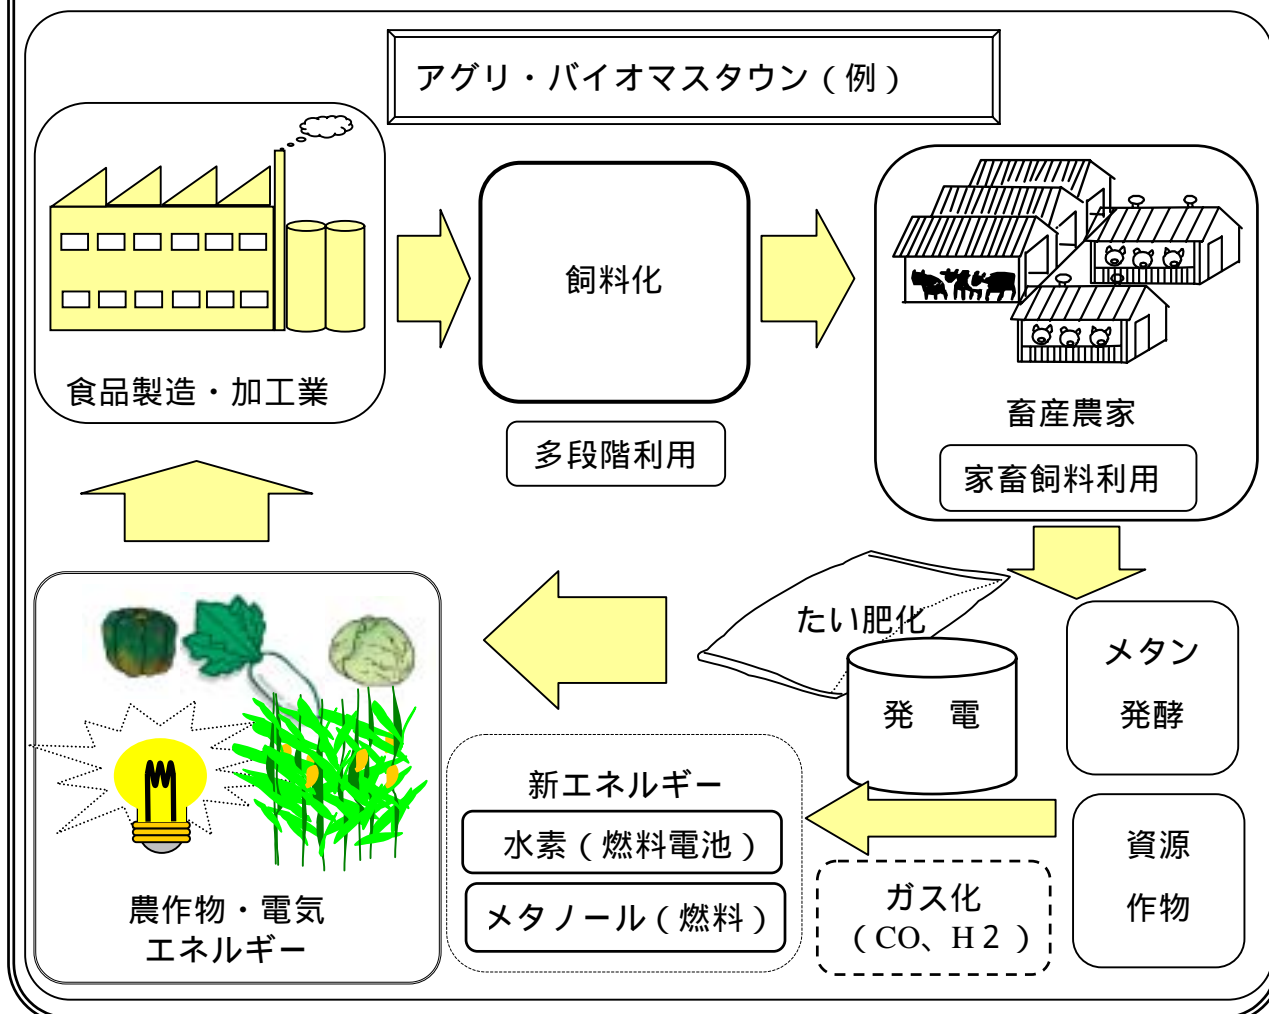 アグリ・バイオマスタウン（例）
食品製造・加工業
飼料化
多段階利用
畜産農家
家畜飼料利用
たい肥化
発　電
メタン
発酵
資源
作物
新エネルギー
水素（燃料電池）
メタノール（燃料）
ガス化
（CO、H２）
農作物・電気
エネルギー